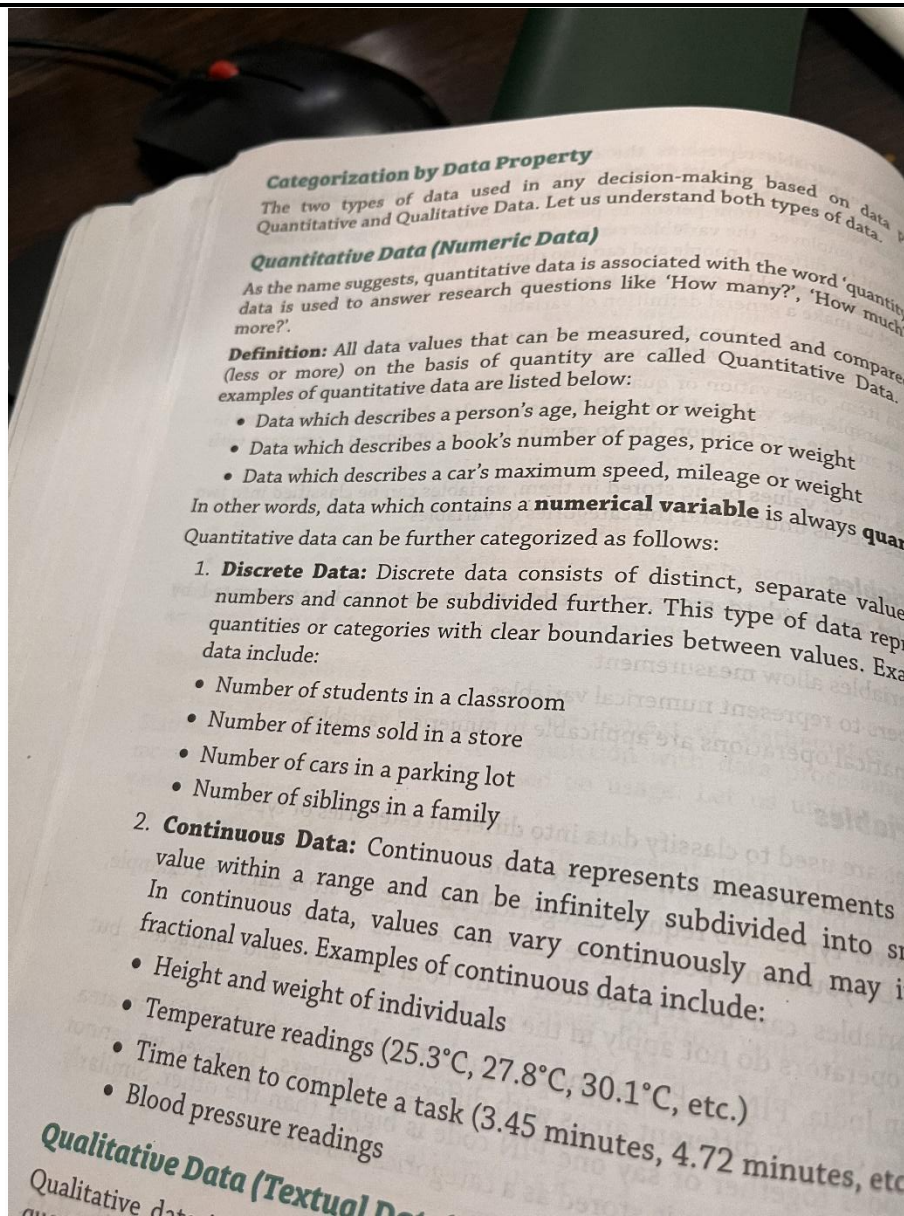 Categorization by Data Property
The two types of data used in any decision-making based on data
Quantitative and Qualitative Data. Let us understand both types of data.
Quantitative Data (Numeric Data)
As the name suggests, quantitative data is associated with the word 'quantity
data is used to answer research questions like 'How many?', 'How much
more?'.
Definition: All data values that can be measured, counted and compare
(less or more) on the basis of quantity are called Quantitative Data.
examples of quantitative data are listed below:
• Data which describes a person's age, height or weight
• Data which describes a book's number of pages, price or weight
• Data which describes a car's maximum speed, mileage or weight
In other words, data which contains a numerical variable is always quan
Quantitative data can be further categorized as follows:
1. Discrete Data: Discrete data consists of distinct, separate value
numbers and cannot be subdivided further. This type of data repr
quantities or categories with clear boundaries between values. Exa
data include:
• Number of students in a classroom
• Number of items sold in a store
• Number of cars in a parking lot
• Number of siblings in a family
2. Continuous Data: Continuous data represents measurements
value within a range and can be infinitely subdivided into sm
In continuous data, values can vary continuously and may i
fractional values. Examples of continuous data include:
• Height and weight of individuals
• Temperature readings (25.3°C, 27.8°C, 30.1°C, etc.)
• Time taken to complete a task (3.45 minutes, 4.72 minutes, etc
• Blood pressure readings
Qualitative Data (Textual
Qualitative